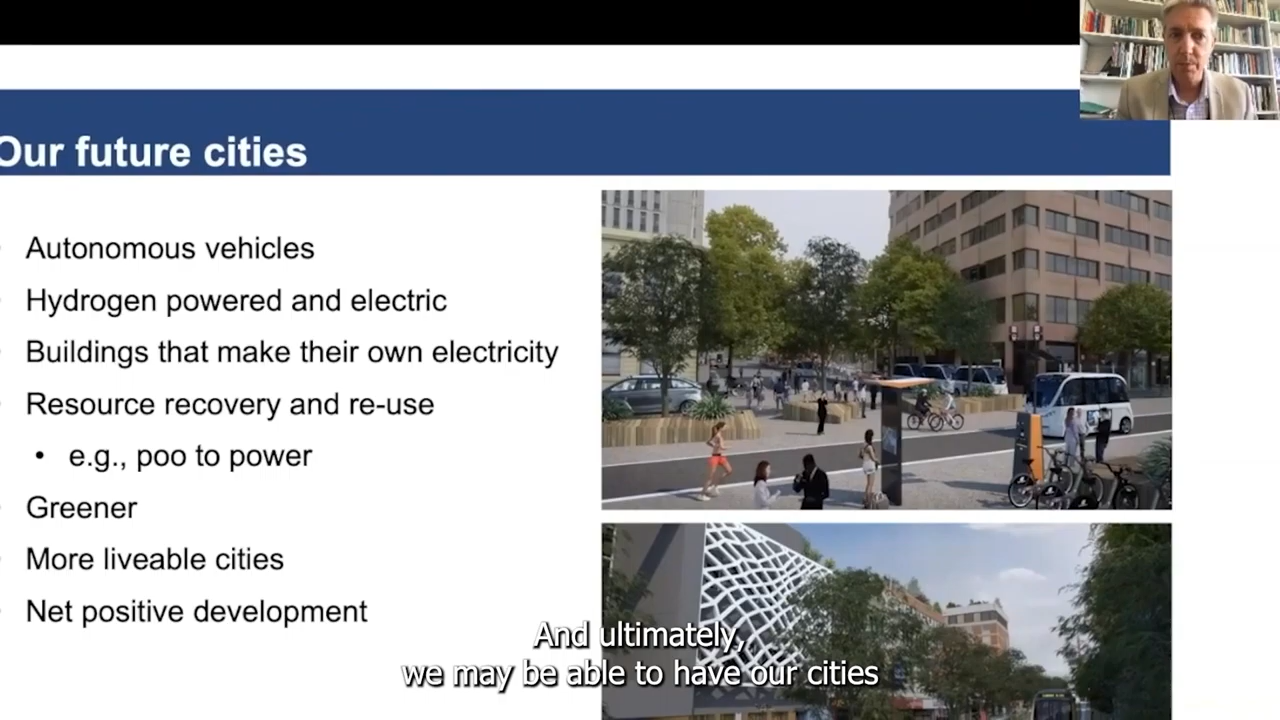 Our future cities
Autonomous vehicles
Hydrogen powered and electric
Buildings that make their own electricity
Resource recovery and re-use
• e.g., poo to power
Greener
More liveable cities
Net positive development
And ultimately,
we may be able to have our cities